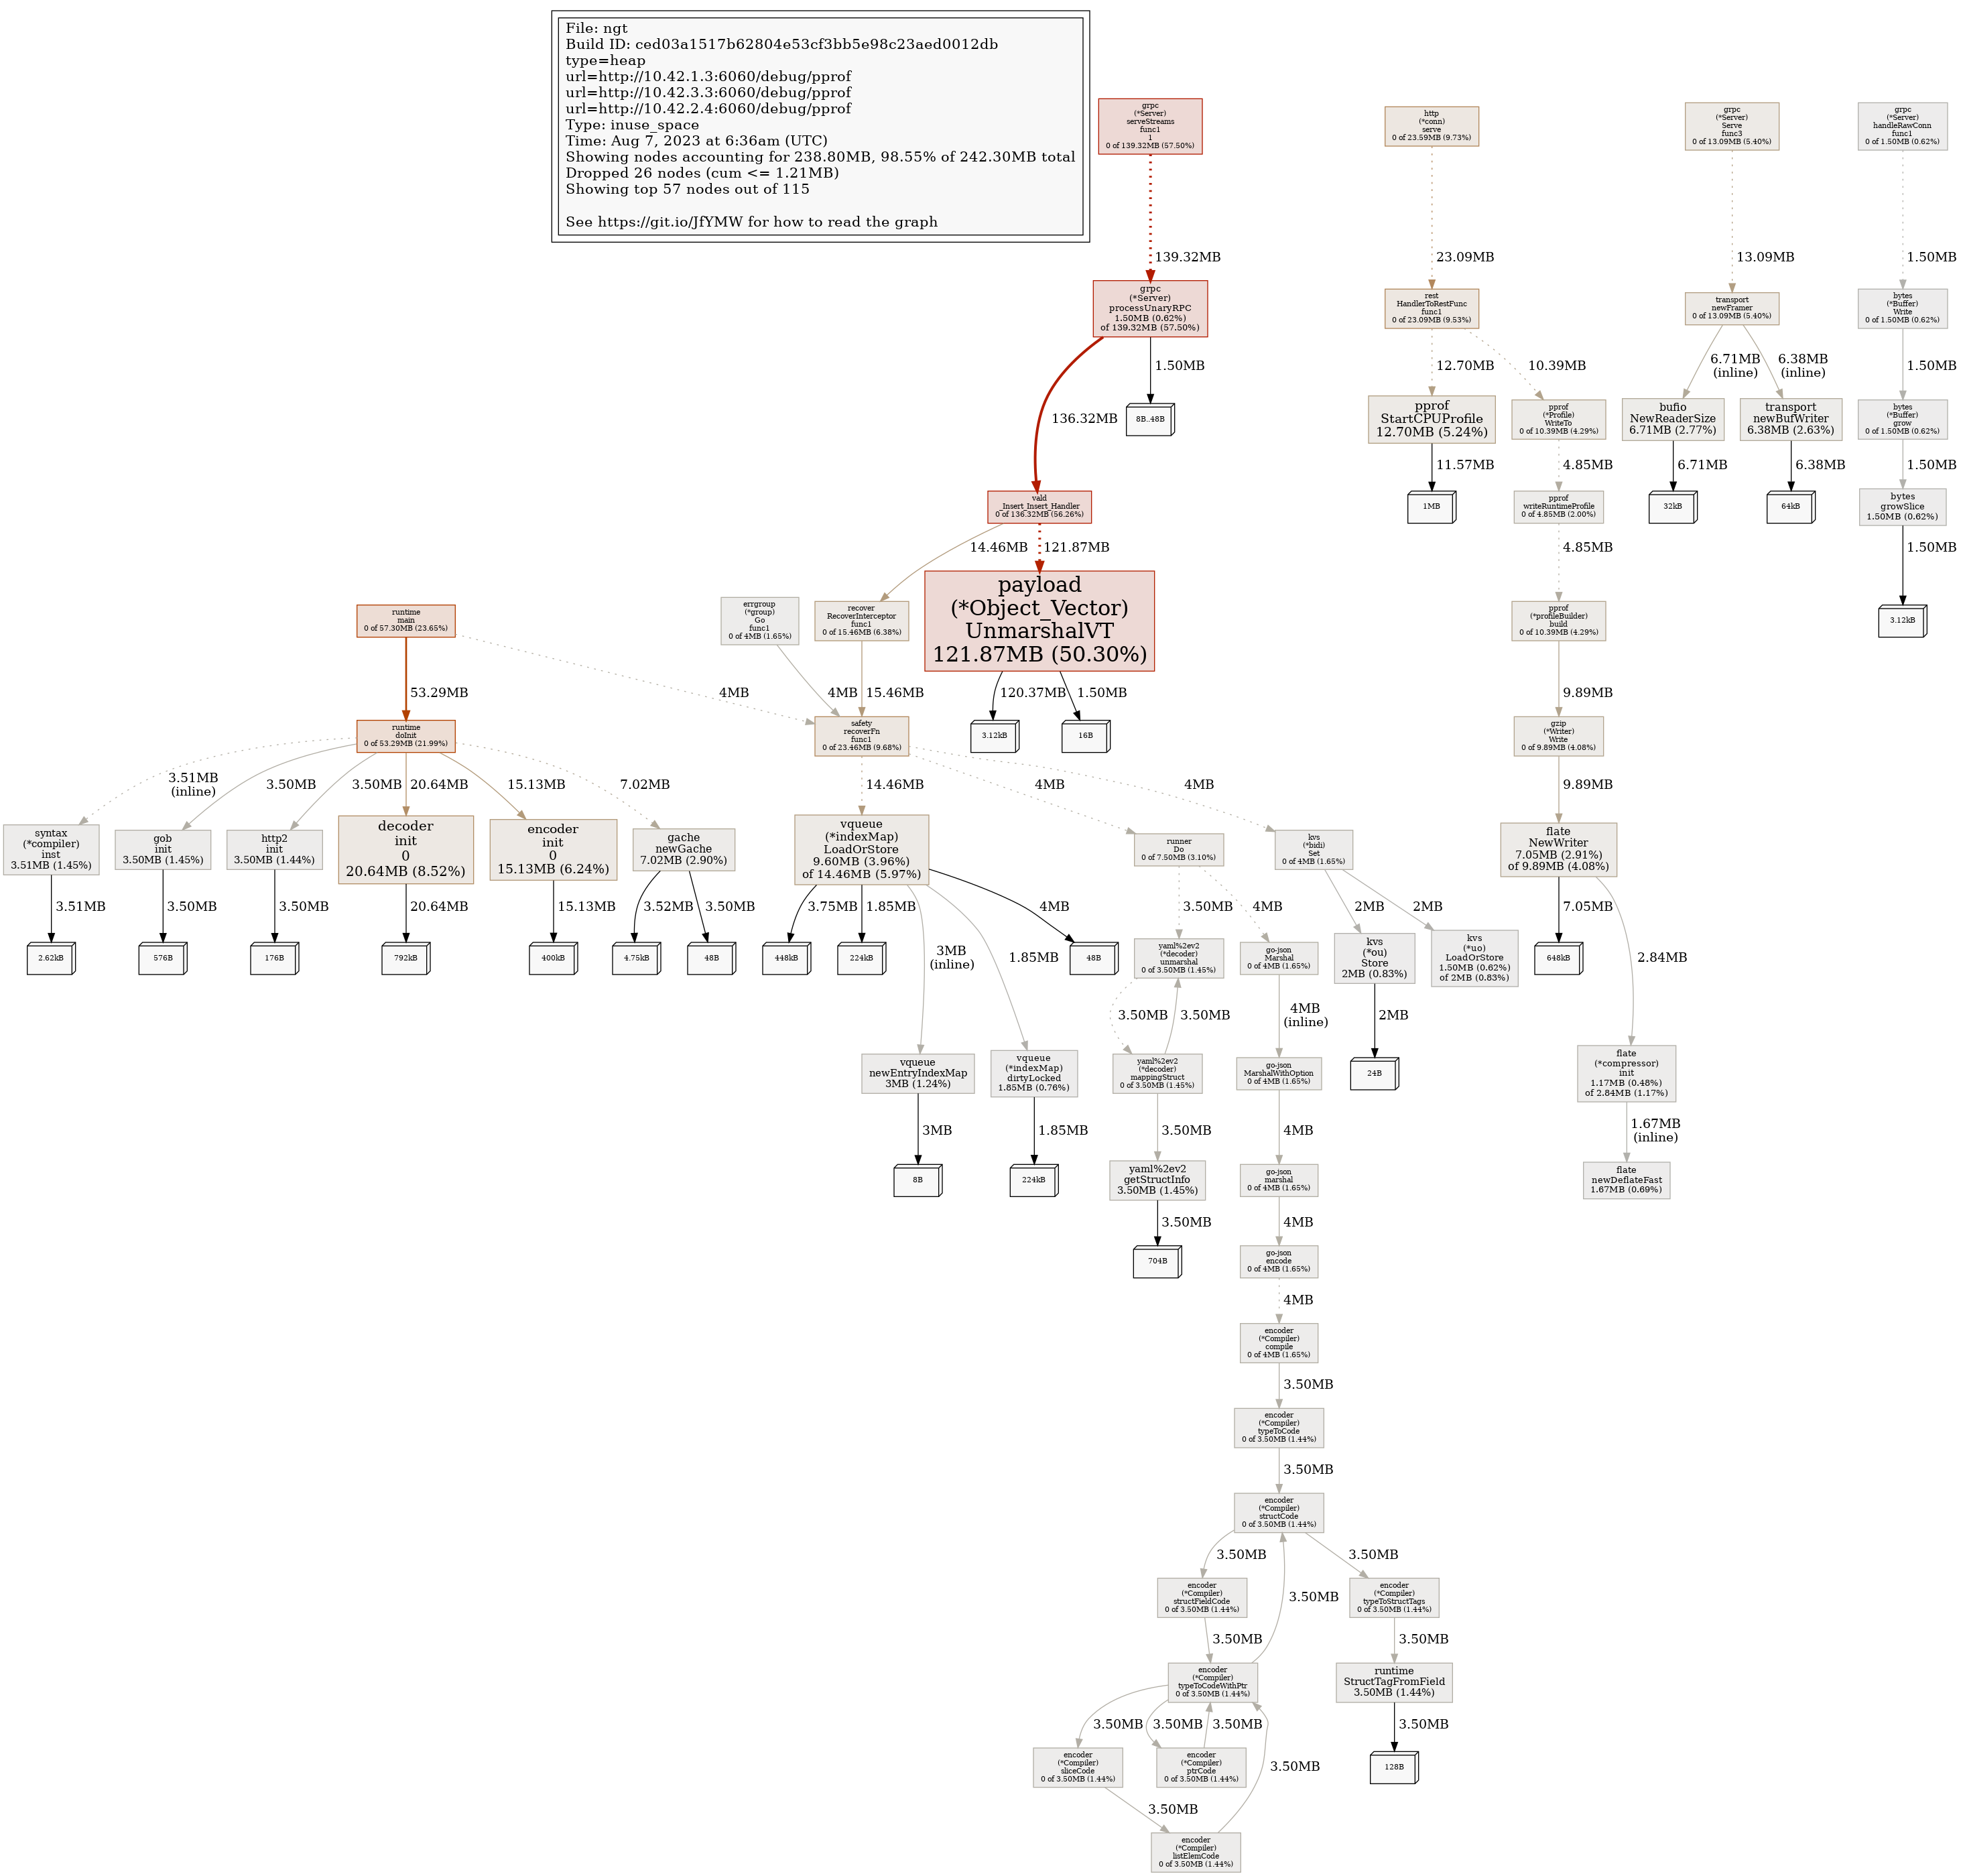 File: ngt
Build ID: ced03a1517b62804e53cf3bb5e98c23aed0012db
type=heap
url=http://10.42.1.3:6060/debug/pprof
url=http://10.42.3.3:6060/debug/pprof
url=http://10.42.2.4:6060/debug/pprof
Type: inuse_space
Time: Aug 7, 2023 at 6:36am (UTC)
Showing nodes accounting for 238.80MB, 98.55% of 242.30MB total
Dropped 26 nodes (cum <= 1.21MB)
Showing top 57 nodes out of 115
See https://git.io/JfYMW for how to read the graph
grpc
(*Server)
serveStreams
func1
1
0 of 139.32MB (57.50%)
http
(*conn)
serve
0 of 23.59MB (9.73%)
grpc
(*Server)
Serve
func3
0 of 13.09MB (5.40%)
grpc
(*Server)
handleRawConn
func1
0 of 1.50MB (0.62%)
139.32MB
23.09MB
13.09MB
1.50MB
grpc
(*Server)
processUnaryRPC
1.50MB (0.62%)
of 139.32MB (57.50%)
rest
HandlerToRestFunc
func1
0 of 23.09MB (9.53%)
transport
newFramer
0 of 13.09MB (5.40%)
bytes
(*Buffer)
Write
0 of 1.50MB (0.62%)
136.32MB
1.50MB
12.70MB
10.39MB
6.71MB
(inline)
6.38MB
(inline)
1.50MB
8B..48B
pprof
StartCPUProfile
12.70MB (5.24%)
pprof
(*Profile)
WriteTo
0 of 10.39MB (4.29%)
bufio
NewReaderSize
6.71MB (2.77%)
transport
newBufWriter
6.38MB (2.63%)
bytes
(*Buffer)
grow
0 of 1.50MB (0.62%)
11.57MB
4.85MB
6.71MB
6.38MB
1.50MB
vald
_Insert_Insert_Handler
0 of 136.32MB (56.26%)
1MB
pprof
writeRuntimeProfile
0 of 4.85MB (2.00%)
32kB
64kB
bytes
growSlice
1.50MB (0.62%)
14.46MB
121.87MB
4.85MB
1.50MB
runtime
main
0 of 57.30MB (23.65%)
errgroup
(*group)
Go
func1
0 of 4MB (1.65%)
recover
RecoverInterceptor
func1
0 of 15.46MB (6.38%)
payload
(*Object_Vector)
UnmarshalVT
121.87MB (50.30%)
pprof
(*profileBuilder)
build
0 of 10.39MB (4.29%)
3.12kB
53.29MB
4MB
4MB
15.46MB
120.37MB
1.50MB
9.89MB
runtime
doInit
0 of 53.29MB (21.99%)
safety
recoverFn
func1
0 of 23.46MB (9.68%)
3.12kB
16B
gzip
(*Writer)
Write
0 of 9.89MB (4.08%)
3.51MB
(inline)
3.50MB
3.50MB
20.64MB
15.13MB
7.02MB
14.46MB
4MB
4MB
9.89MB
syntax
(*compiler)
inst
3.51MB (1.45%)
gob
init
3.50MB (1.45%)
http2
init
3.50MB (1.44%)
decoder
init
0
20.64MB (8.52%)
encoder
init
0
15.13MB (6.24%)
gache
newGache
7.02MB (2.90%)
vqueue
(*indexMap)
LoadOrStore
9.60MB (3.96%)
of 14.46MB (5.97%)
runner
Do
0 of 7.50MB (3.10%)
kvs
(*bidi)
Set
0 of 4MB (1.65%)
flate
NewWriter
7.05MB (2.91%)
of 9.89MB (4.08%)
3.51MB
3.50MB
3.50MB
20.64MB
15.13MB
3.52MB
3.50MB
3.75MB
1.85MB
3MB
(inline)
1.85MB
4MB
3.50MB
4MB
2MB
2MB
7.05MB
2.84MB
2.62kB
576B
176B
792kB
400kB
4.75kB
48B
448kB
224kB
48B
yaml%2ev2
(*decoder)
unmarshal
0 of 3.50MB (1.45%)
go-json
Marshal
0 of 4MB (1.65%)
kvs
(*ou)
Store
2MB (0.83%)
kvs
(*uo)
LoadOrStore
1.50MB (0.62%)
of 2MB (0.83%)
648kB
3.50MB
3.50MB
4MB
(inline)
2MB
vqueue
newEntryIndexMap
3MB (1.24%)
vqueue
(*indexMap)
dirtyLocked
1.85MB (0.76%)
yaml%2ev2
(*decoder)
mappingStruct
0 of 3.50MB (1.45%)
go-json
MarshalWithOption
0 of 4MB (1.65%)
24B
flate
(*compressor)
init
1.17MB (0.48%)
of 2.84MB (1.17%)
3MB
1.85MB
3.50MB
4MB
1.67MB
(inline)
8B
224kB
yaml%2ev2
getStructInfo
3.50MB (1.45%)
go-json
marshal
0 of 4MB (1.65%)
flate
newDeflateFast
1.67MB (0.69%)
3.50MB
4MB
704B
go-json
encode
0 of 4MB (1.65%)
4MB
encoder
(*Compiler)
compile
0 of 4MB (1.65%)
3.50MB
encoder
(*Compiler)
typeToCode
0 of 3.50MB (1.44%)
3.50MB
encoder
(*Compiler)
structCode
0 of 3.50MB (1.44%)
3.50MB
3.50MB
3.50MB
encoder
(*Compiler)
structFieldCode
0 of 3.50MB (1.44%)
encoder
(*Compiler)
typeToStructTags
0 of 3.50MB (1.44%)
3.50MB
3.50MB
encoder
(*Compiler)
typeToCodeWithPtr
0 of 3.50MB (1.44%)
runtime
StructTagFromField
3.50MB (1.44%)
3.50MB
3.50MB
3.50MB
3.50MB
encoder
(*Compiler)
sliceCode
0 of 3.50MB (1.44%)
encoder
(*Compiler)
ptrCode
0 of 3.50MB (1.44%)
3.50MB
128B
3.50MB
encoder
(*Compiler)
listElemCode
0 of 3.50MB (1.44%)